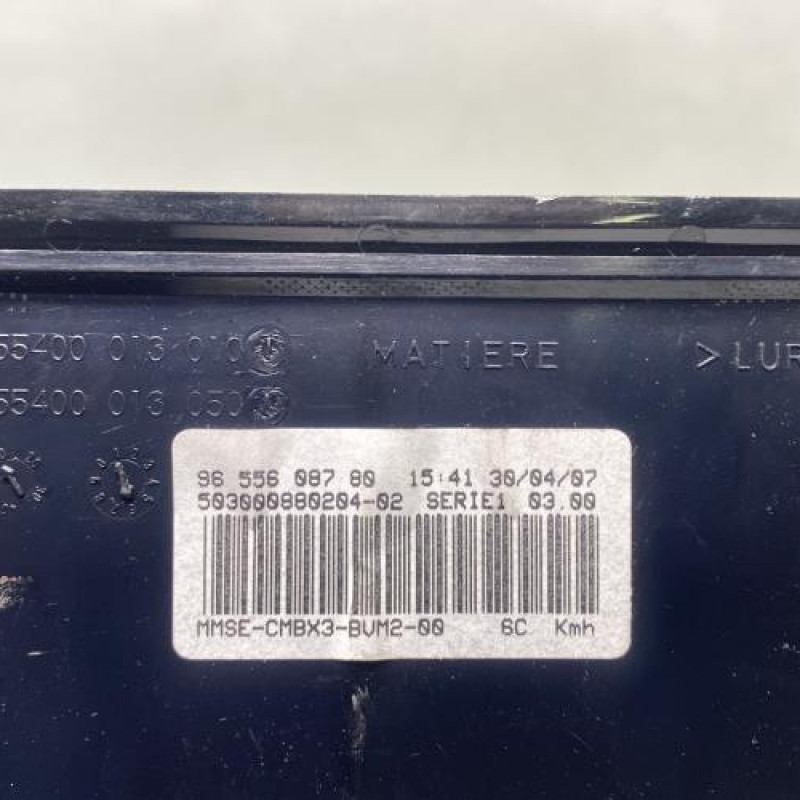 55400 013 010 MATIERE >LUR
55400 013 050
96 556 087 80 15:41 30/04/07
503000880204-02 SERIE1 03.00
MMSE-CMBX3-BVM2-00 6C Kmh